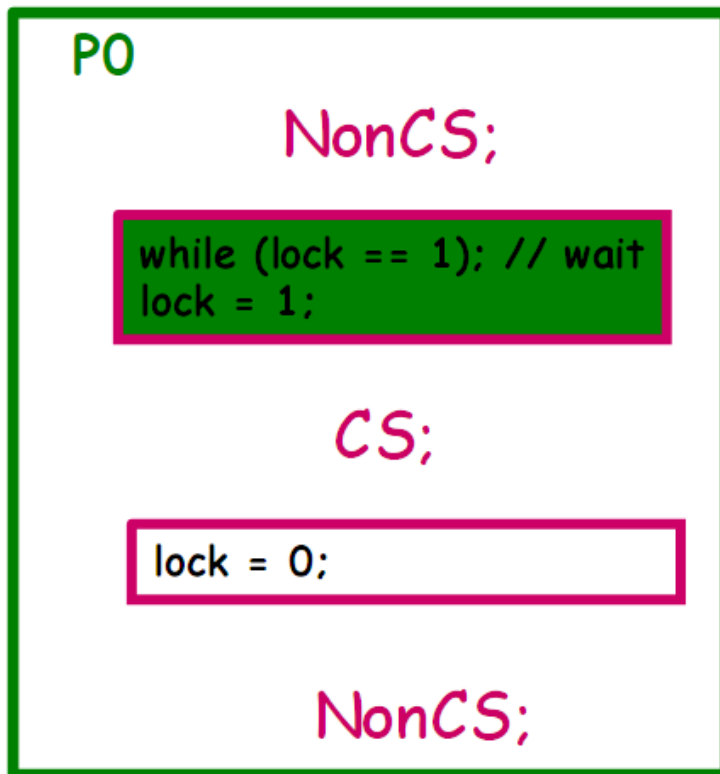 P0
NonCS;
while (lock == 1); // wait
lock = 1;
CS;
lock = 0;
NonCS;